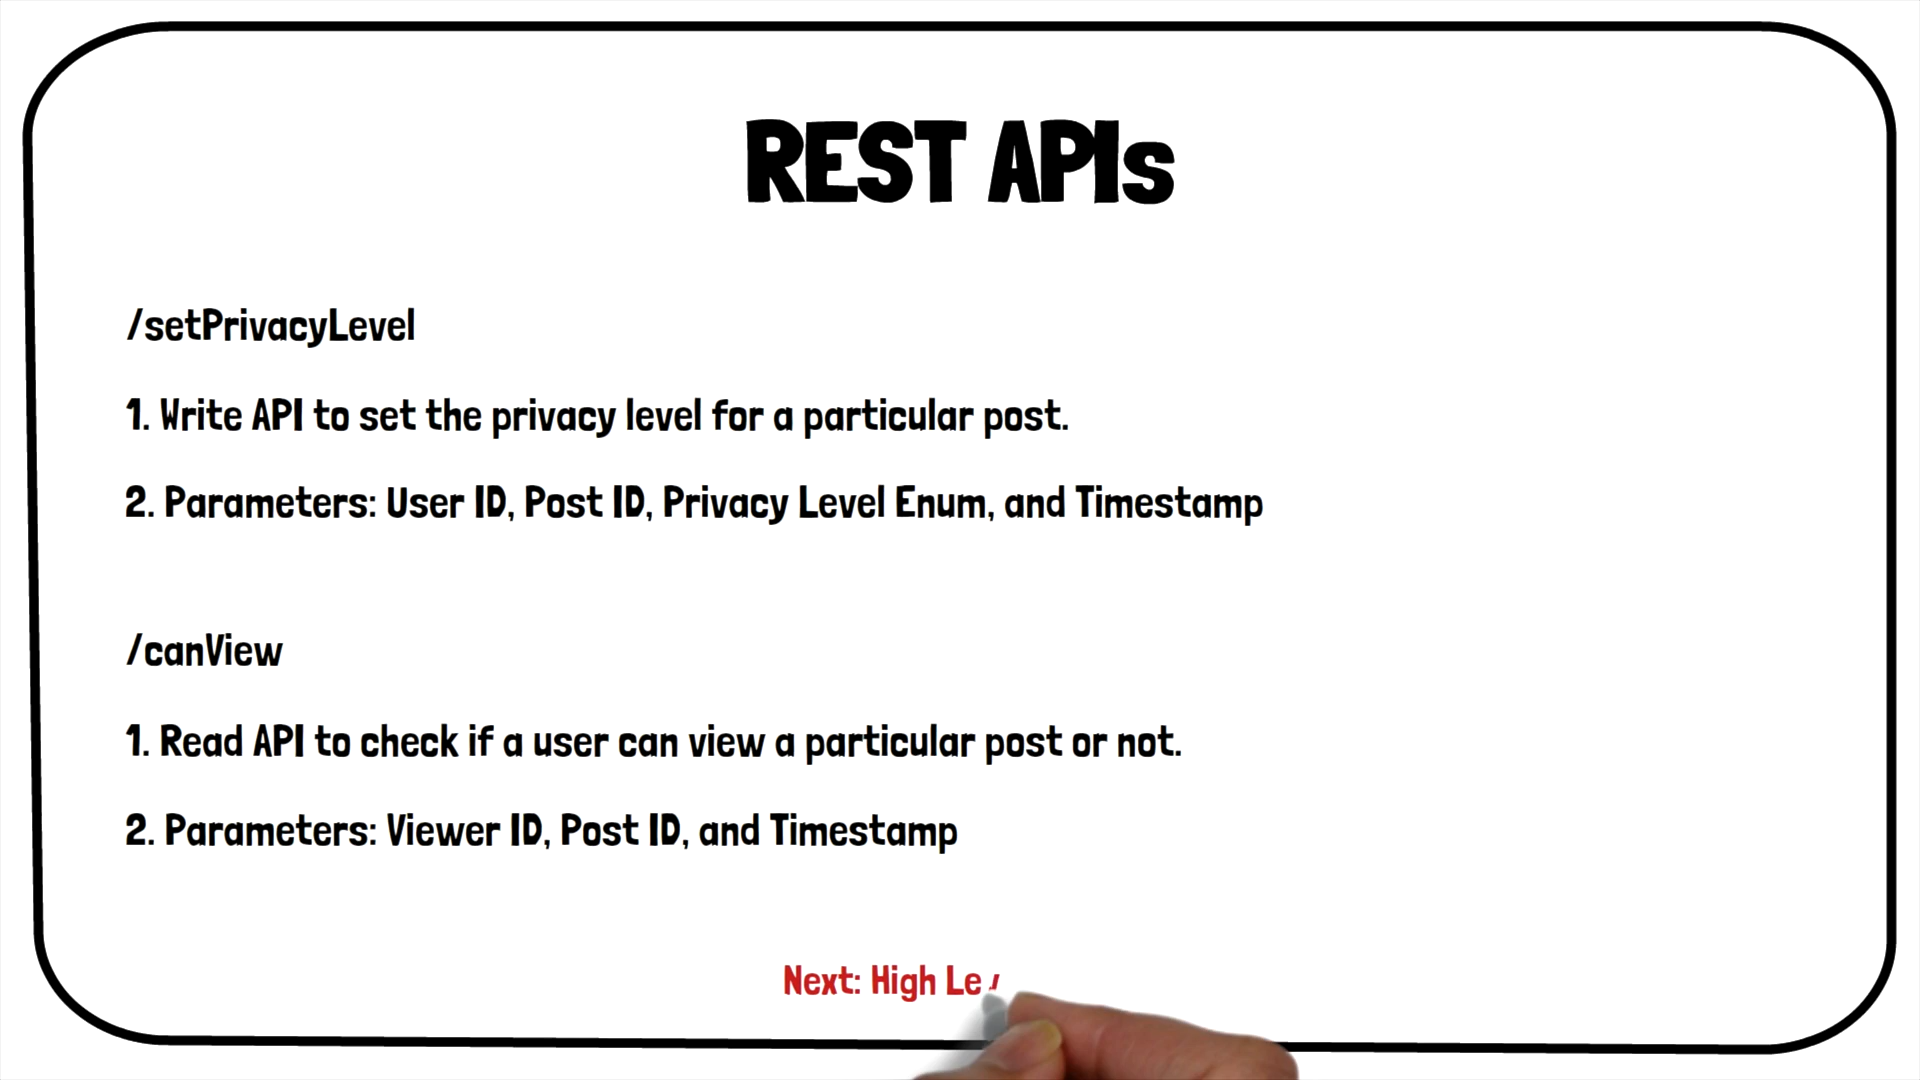 REST APIs
/setPrivacyLevel
1. Write API to set the privacy level for a particular post.
2. Parameters: User ID, Post ID, Privacy Level Enum, and Timestamp
/canView
1. Read API to check if a user can view a particular post or not.
2. Parameters: Viewer ID, Post ID, and Timestamp
Next: High Le